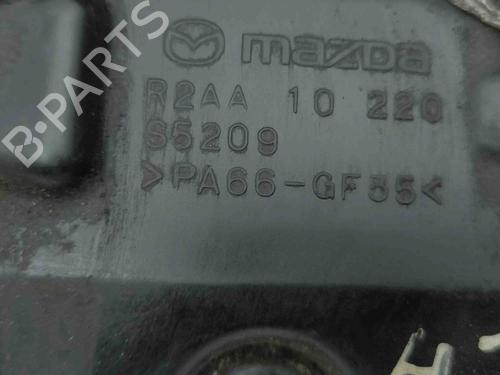 mazda
R2AA 10 220
S5209
>PA66-GF35<
B-PARTS